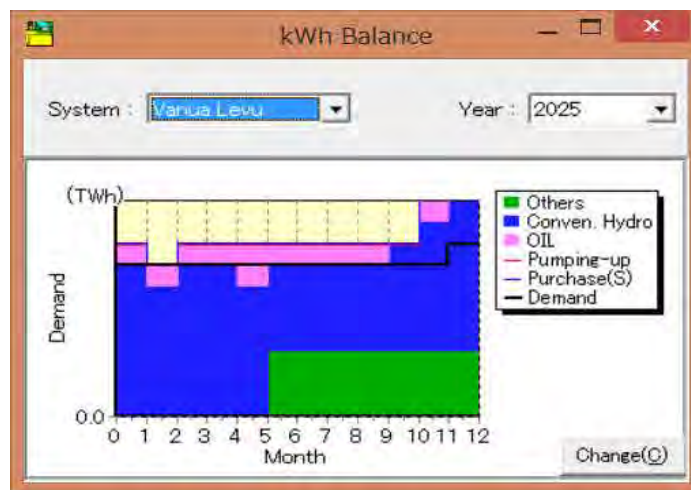 kWh Balance
System : Vanua Levu
Year : 2025
(TWh)
Demand
0.0
0 1 2 3 4 5 6 7 8 9 10 11 12
Month
Others
Conven. Hydro
OIL
Pumping-up
Purchase(S)
Demand
Change(C)